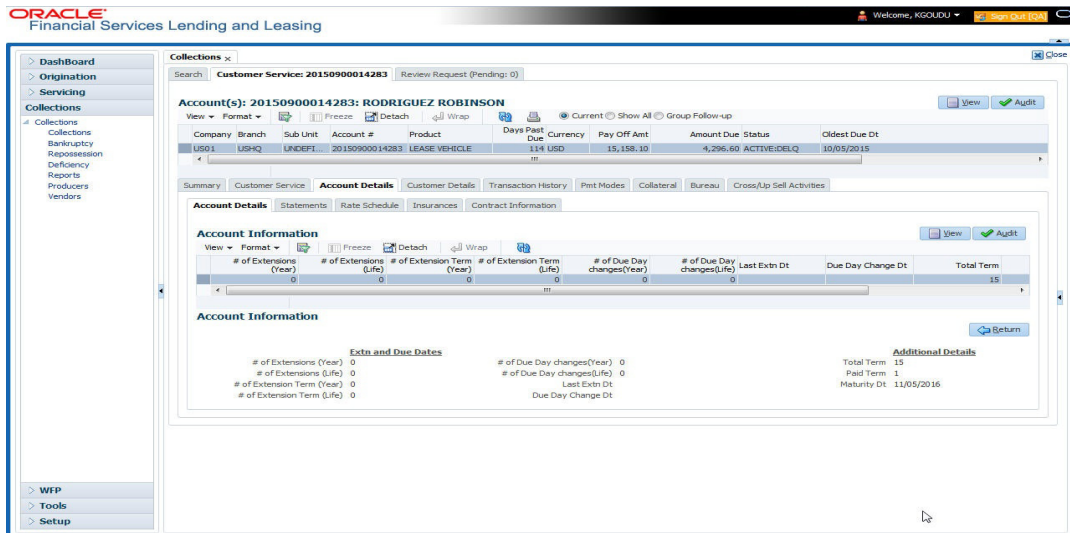 ORACLE
Financial Services Lending and Leasing
Welcome, KGOUDU
Sign Out [QA]
Close
DashBoard
Origination
Servicing
Collections
Collections
Collections
Bankruptcy
Repossession
Deficiency
Reports
Producers
Vendors
WFP
Tools
Setup
Collections x
Search Customer Service: 20150900014283 Review Request (Pending: 0)
Account(s): 20150900014283: RODRIGUEZ ROBINSON
View Audit
View Format Freeze Detach Wrap Current Show All Group Follow-up
Company Branch Sub Unit Account # Product Days Past Due Currency Pay Off Amt Amount Due Status Oldest Due Dt
US01 USHQ UNDEFI... 20150900014283 LEASE VEHICLE 114 USD 15,158.10 4,296.60 ACTIVE:DELQ 10/05/2015
Summary Customer Service Account Details Customer Details Transaction History Pmt Modes Collateral Bureau Cross/Up Sell Activities
Account Details Statements Rate Schedule Insurances Contract Information
Account Information
View Audit
View Format Freeze Detach Wrap
# of Extensions (Year) # of Extensions (Life) # of Extension Term (Year) # of Extension Term (Life) # of Due Day changes(Year) # of Due Day changes(Life) Last Extn Dt Due Day Change Dt Total Term
0 0 0 0 0 0 15
Account Information
Return
Extn and Due Dates Additional Details
# of Extensions (Year) 0 # of Due Day changes(Year) 0 Total Term 15
# of Extensions (Life) 0 # of Due Day changes(Life) 0 Paid Term 1
# of Extension Term (Year) 0 Last Extn Dt Maturity Dt 11/05/2016
# of Extension Term (Life) 0 Due Day Change Dt